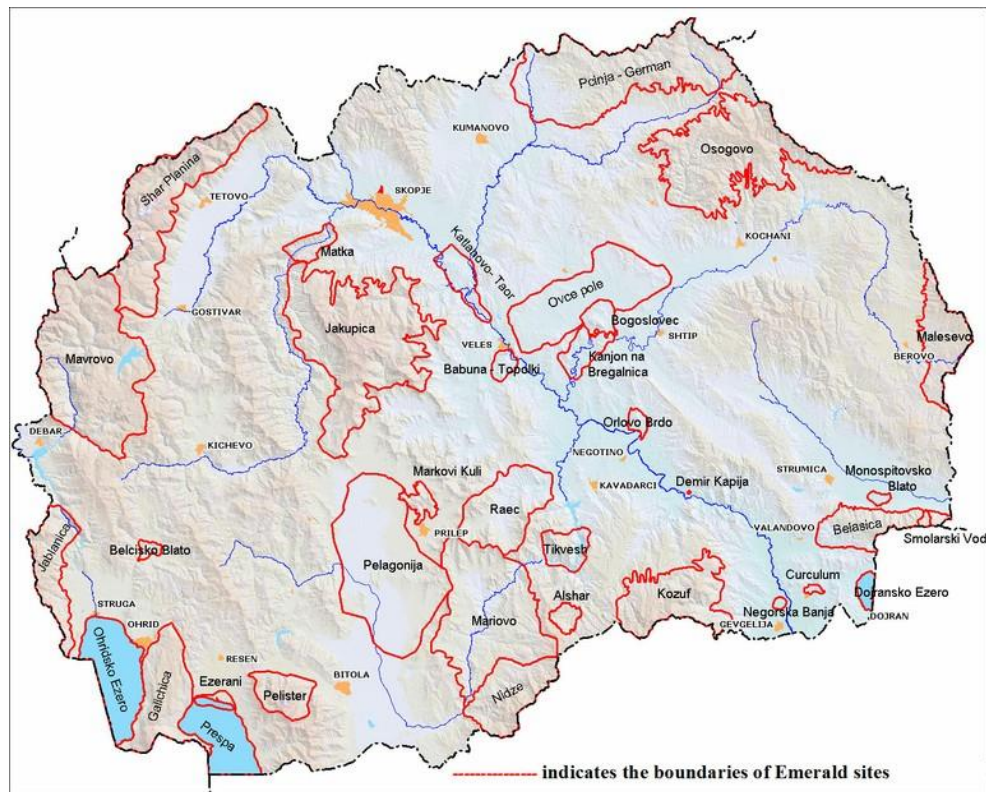 Pcinja - German
KUMANOVO
Osogovo
Shar Planina
TETOVO
SKOPJE
KOCHANI
Matka
Katlanovo- Taor
Ovce pole
GOSTIVAR
Jakupica
Bogoslovec
SHTIP
Malesevo
Mavrovo
VELES
Kanjon na
Bregalnica
BEROVO
Babuna - Topolki
DEBAR
KICHEVO
Orlovo Brdo
NEGOTINO
Markovi Kuli
STRUMICA
Monospitovsko
Blato
KAVADARCI
Demir Kapija
Raec
PRILEP
VALANDOVO
Belasica
Smolarski Vod
Jablanica
Belcisko Blato
Tikvesh
Pelagonija
Alshar
Kozuf
Curculum
Dojransko Ezero
Negorska Banja
DOJRAN
STRUGA
OHRID
Mariovo
GEVGELIJA
Ohridsko Ezero
Galichica
RESEN
Ezerani
Pelister
BITOLA
Nidze
Prespa
indicates the boundaries of Emerald sites